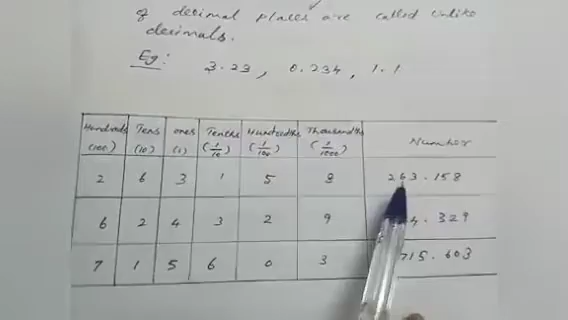 of decimal places are called unlike
decimals.
Eg: 3.23, 0.234, 1.1
Hundreds (100) Tens (10) ones (1) Tenths (1/10) Hundredths (1/100) Thousandths (1/1000) Number
2 6 3 1 5 8 263.158
6 2 4 3 2 9 4.329
7 1 5 6 0 3 715.603